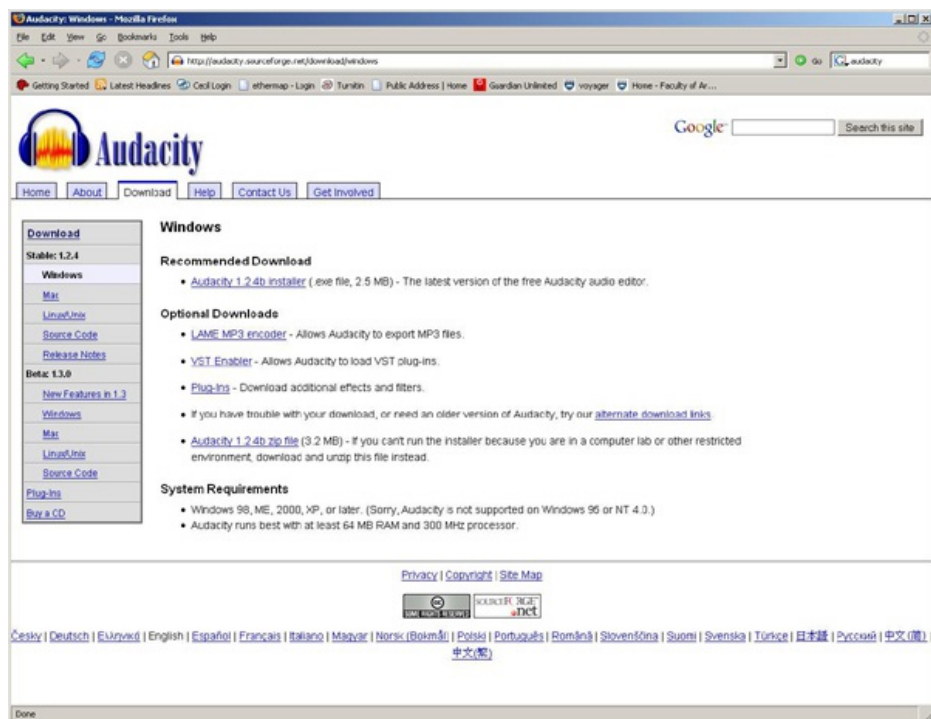 Audacity: Windows - Mozilla Firefox
File Edit View Go Bookmarks Tools Help
http://audacity.sourceforge.net/download/windows Go audacity
Getting Started Latest Headlines Cecil Login ethermap - Login Turnitin Public Address | Home Guardian Unlimited voyager Home - Faculty of Ar...
Audacity
Google Search this site
Home About Download Help Contact Us Get Involved
Download
Stable: 1.2.4
Windows
Mac
Linux/Unix
Source Code
Release Notes
Beta: 1.3.0
New Features in 1.3
Windows
Mac
Linux/Unix
Source Code
Plug-Ins
Buy a CD
Windows
Recommended Download
• Audacity 1.2.4b installer (.exe file, 2.5 MB) - The latest version of the free Audacity audio editor.
Optional Downloads
• LAME MP3 encoder - Allows Audacity to export MP3 files.
• VST Enabler - Allows Audacity to load VST plug-ins.
• Plug-Ins - Download additional effects and filters.
• If you have trouble with your download, or need an older version of Audacity, try our alternate download links.
• Audacity 1.2.4b zip file (3.2 MB) - If you can't run the installer because you are in a computer lab or other restricted
environment, download and unzip this file instead.
System Requirements
• Windows 98, ME, 2000, XP, or later. (Sorry, Audacity is not supported on Windows 95 or NT 4.0.)
• Audacity runs best with at least 64 MB RAM and 300 MHz processor.
Privacy | Copyright | Site Map
cc SOME RIGHTS RESERVED SOURCEFORGE .net
Česky | Deutsch | Ελληνικά | English | Español | Français | Italiano | Magyar | Norsk (Bokmål) | Polski | Português | Română | Slovenščina | Suomi | Svenska | Türkçe | 日本語 | Русский | 中文(简) |
中文(繁)
Done